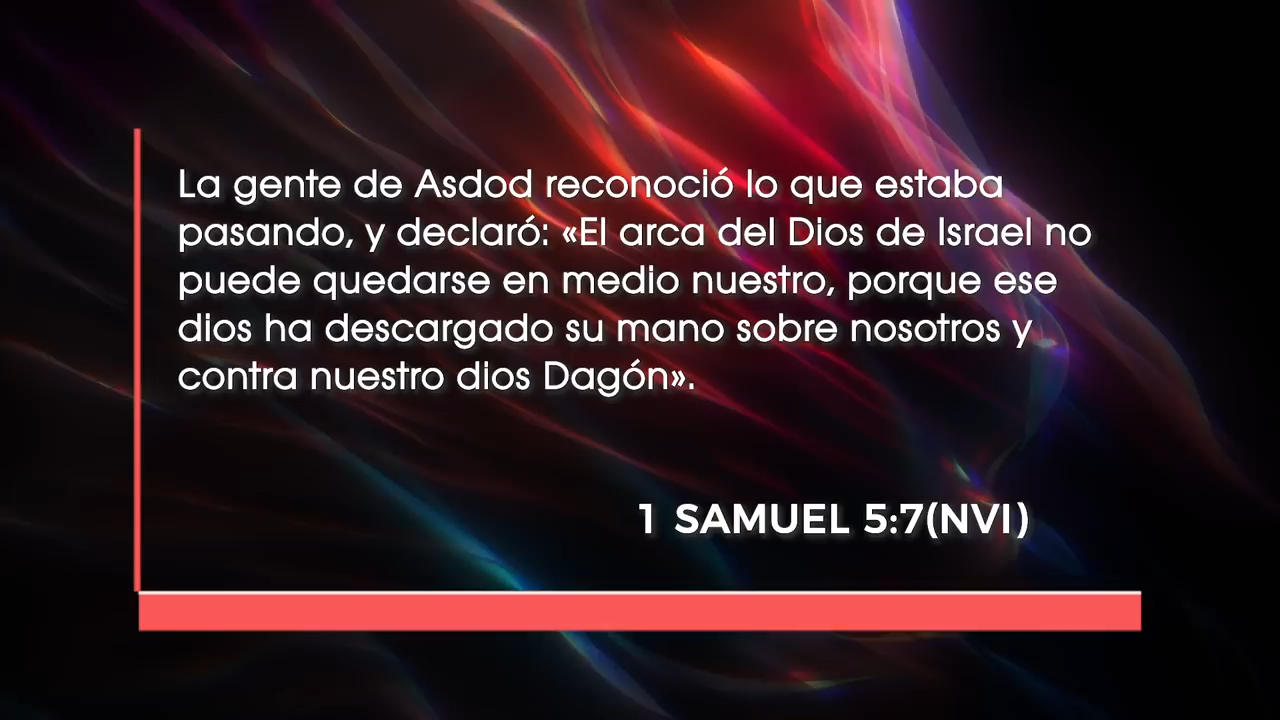 La gente de Asdod reconoció lo que estaba
pasando, y declaró: «El arca del Dios de Israel no
puede quedarse en medio nuestro, porque ese
dios ha descargado su mano sobre nosotros y
contra nuestro dios Dagón».
1 SAMUEL 5:7(NVI)